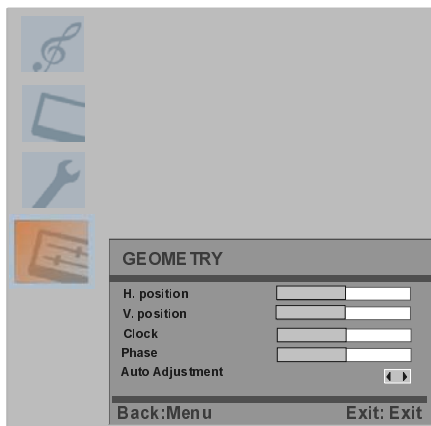 GEOMETRY
H. position
V. position
Clock
Phase
Auto Adjustment
Back:Menu Exit: Exit